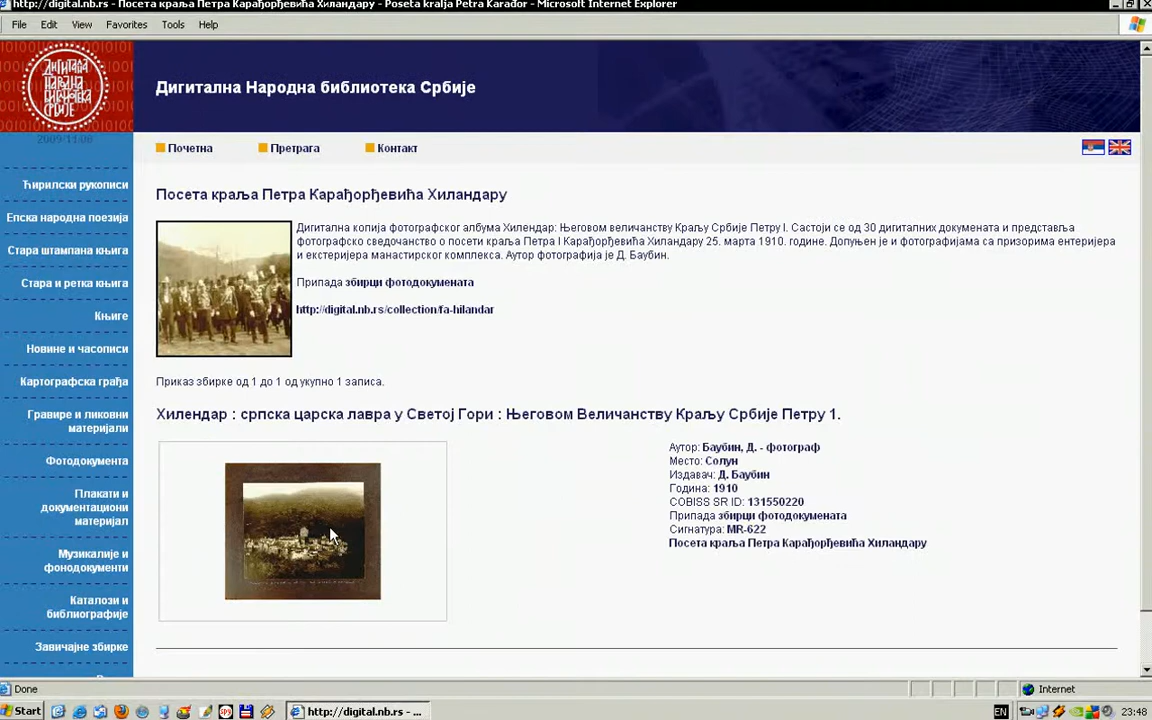 http://digital.nb.rs - Посета краља Петра Карађорђевића Хиландару - Poseta kralja Petra Karađor - Microsoft Internet Explorer
File Edit View Favorites Tools Help
ДИГИТАЛНА
НАРОДНА
БИБЛИОТЕКА
СРБИЈЕ
Дигитална Народна библиотека Србије
Почетна Претрага Контакт
Ћирилски рукописи
Епска народна поезија
Стара штампана књига
Стара и ретка књига
Књиге
Новине и часописи
Картографска грађа
Гравире и ликовни
материјали
Фотодокумента
Плакати и
документациони
материјал
Музикалије и
фонодокументи
Каталози и
библиографије
Завичајне збирке
Посета краља Петра Карађорђевића Хиландару
Дигитална копија фотографског албума Хилендар: Његовом величанству Краљу Србије Петру I. Састоји се од 30 дигиталних докумената и представља
фотографско сведочанство о посети краља Петра I Карађорђевића Хиландару 25. марта 1910. године. Допуњен је и фотографијама са призорима ентеријера
и екстеријера манастирског комплекса. Аутор фотографија је Д. Баубин.
Припада збирци фотодокумената
http://digital.nb.rs/collection/fa-hilandar
Приказ збирке од 1 до 1 од укупно 1 записа.
Хилендар : српска царска лавра у Светој Гори : Његовом Величанству Краљу Србије Петру 1.
Аутор: Баубин, Д. - фотограф
Место: Солун
Издавач: Д. Баубин
Година: 1910
COBISS SR ID: 131550220
Припада збирци фотодокумената
Сигнатура: MR-622
Посета краља Петра Карађорђевића Хиландару
Done
Internet
Start
http://digital.nb.rs - ...
EN
23:48